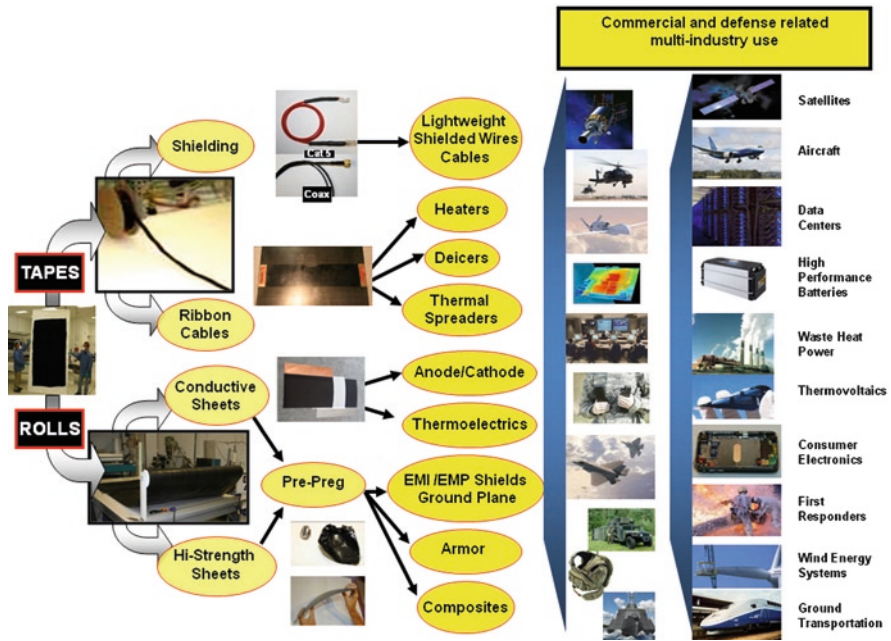 Commercial and defense related
multi-industry use
Shielding
TAPES
Ribbon
Cables
Conductive
Sheets
ROLLS
Hi-Strength
Sheets
Pre-Preg
Cat 5
Coax
Lightweight
Shielded Wires
Cables
Heaters
Deicers
Thermal
Spreaders
Anode/Cathode
Thermoelectrics
EMI /EMP Shields
Ground Plane
Armor
Composites
Satellites
Aircraft
Data
Centers
High
Performance
Batteries
Waste Heat
Power
Thermovoltaics
Consumer
Electronics
First
Responders
Wind Energy
Systems
Ground
Transportation